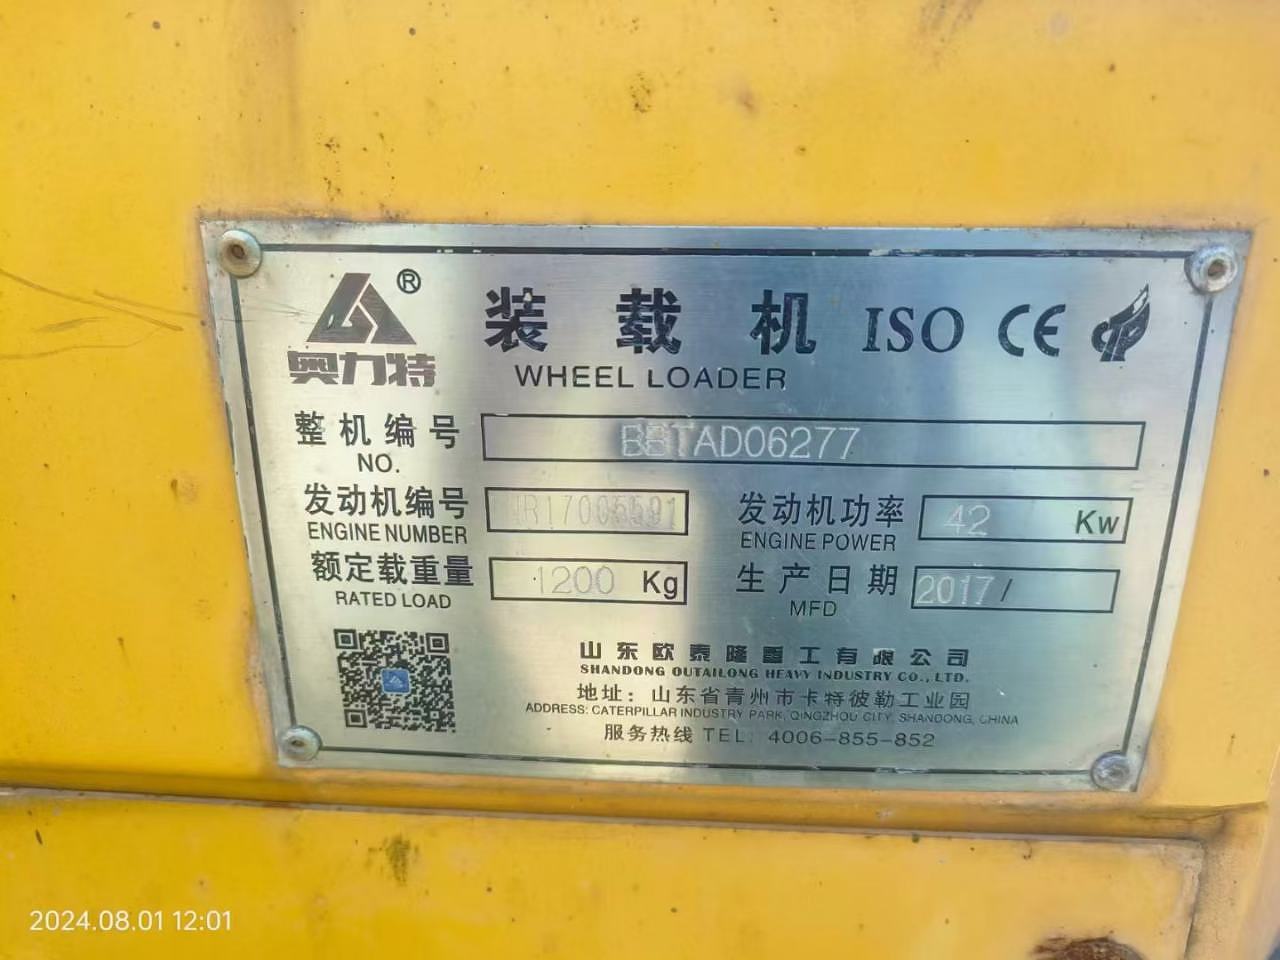 奥力特®
装载机 ISO CE
WHEEL LOADER
整机编号
NO.
BBTAD06277
发动机编号
ENGINE NUMBER
发动机功率 42 Kw
ENGINE POWER
额定载重量 1200 Kg
RATED LOAD
生产日期 2017/
MFD
山东欧泰隆重工有限公司
SHANDONG OUTAILONG HEAVY INDUSTRY CO., LTD.
地址：山东省青州市卡特彼勒工业园
ADDRESS: CATERPILLAR INDUSTRY PARK, QINGZHOU CITY, SHANDONG, CHINA
服务热线 TEL: 4006-855-852
2024.08.01 12:01